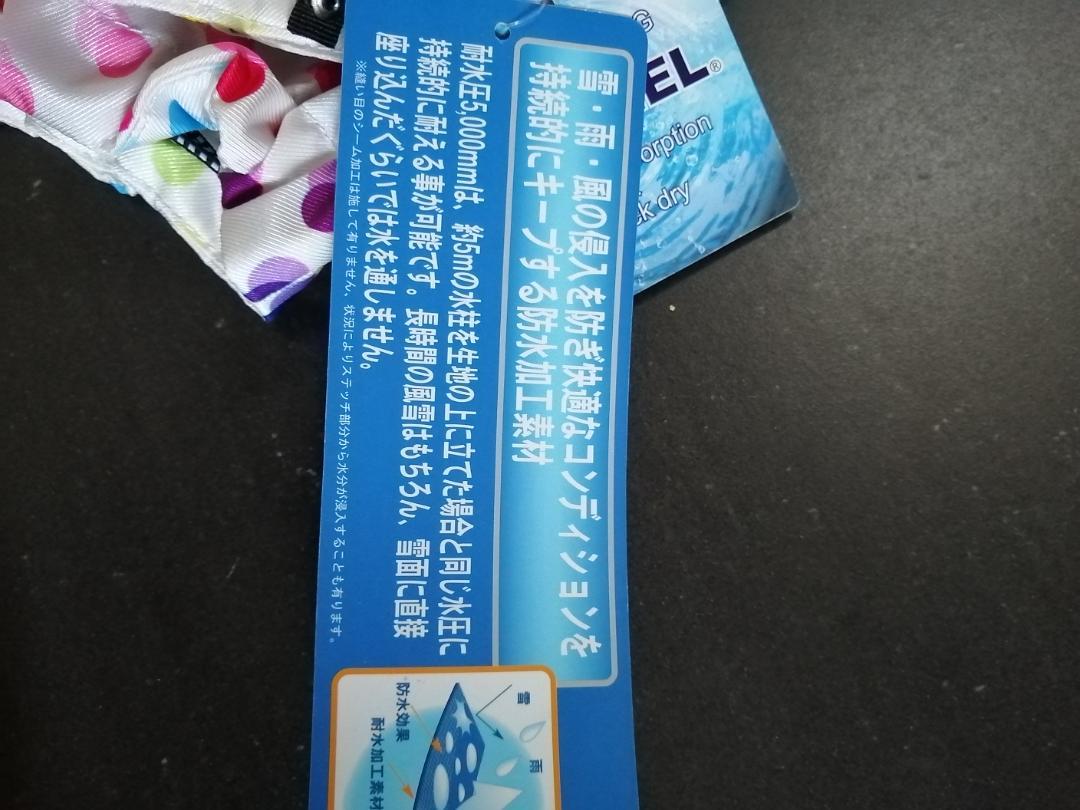 雪・雨・風の侵入を防ぎ快適なコンディションを
持続的にキープする防水加工素材
耐水圧5,000mmは、約5mの水柱を生地の上に立てた場合と同じ水圧に
持続的に耐える事が可能です。長時間の風雪はもちろん、雪面に直接
座り込んだぐらいでは水を通しません。
※縫い目のシーム加工は施して有りません、状況によりステッチ部分から水分が浸入することも有ります。
雪
雨
防水効果
耐水加工素材
G
EL®
orption
ck dry